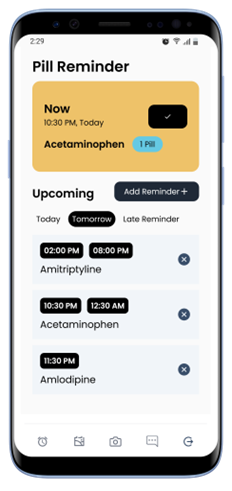 2:29
Pill Reminder
Now
10:30 PM, Today
Acetaminophen 1 Pill
Upcoming Add Reminder+
Today Tomorrow Late Reminder
02:00 PM 08:00 PM
Amitriptyline
10:30 PM 12:30 AM
Acetaminophen
11:30 PM
Amlodipine